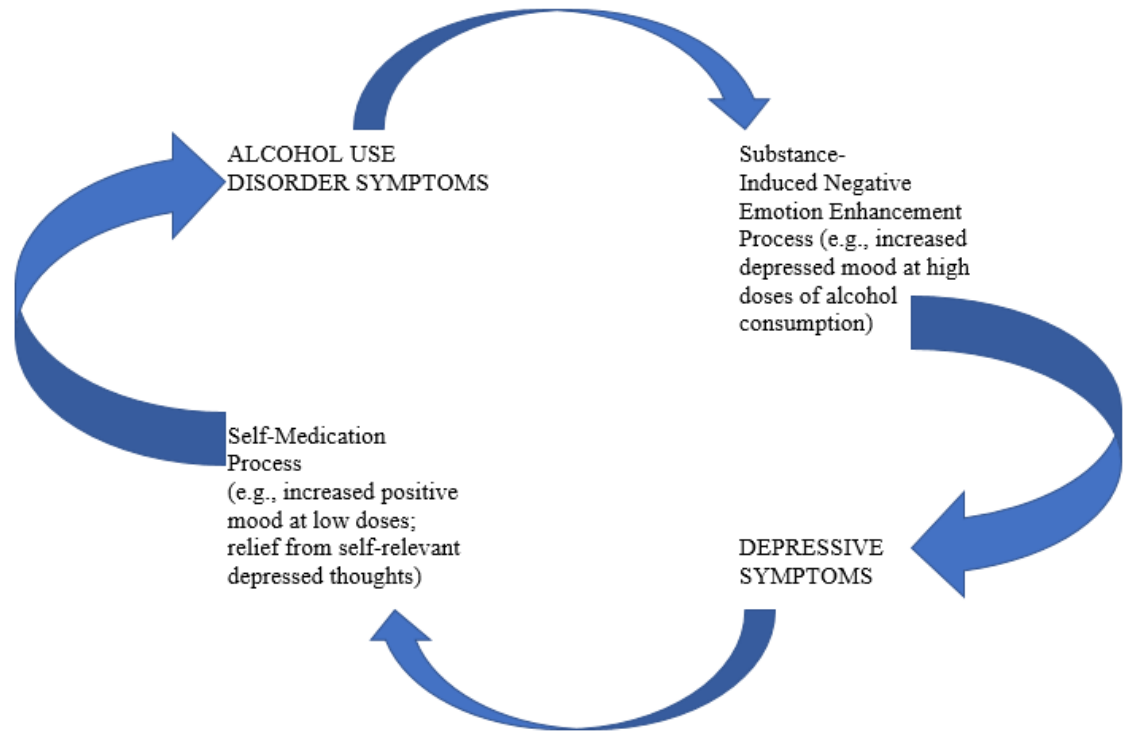 ALCOHOL USE
DISORDER SYMPTOMS
Substance-
Induced Negative
Emotion Enhancement
Process (e.g., increased
depressed mood at high
doses of alcohol
consumption)
Self-Medication
Process
(e.g., increased positive
mood at low doses;
relief from self-relevant
depressed thoughts)
DEPRESSIVE
SYMPTOMS